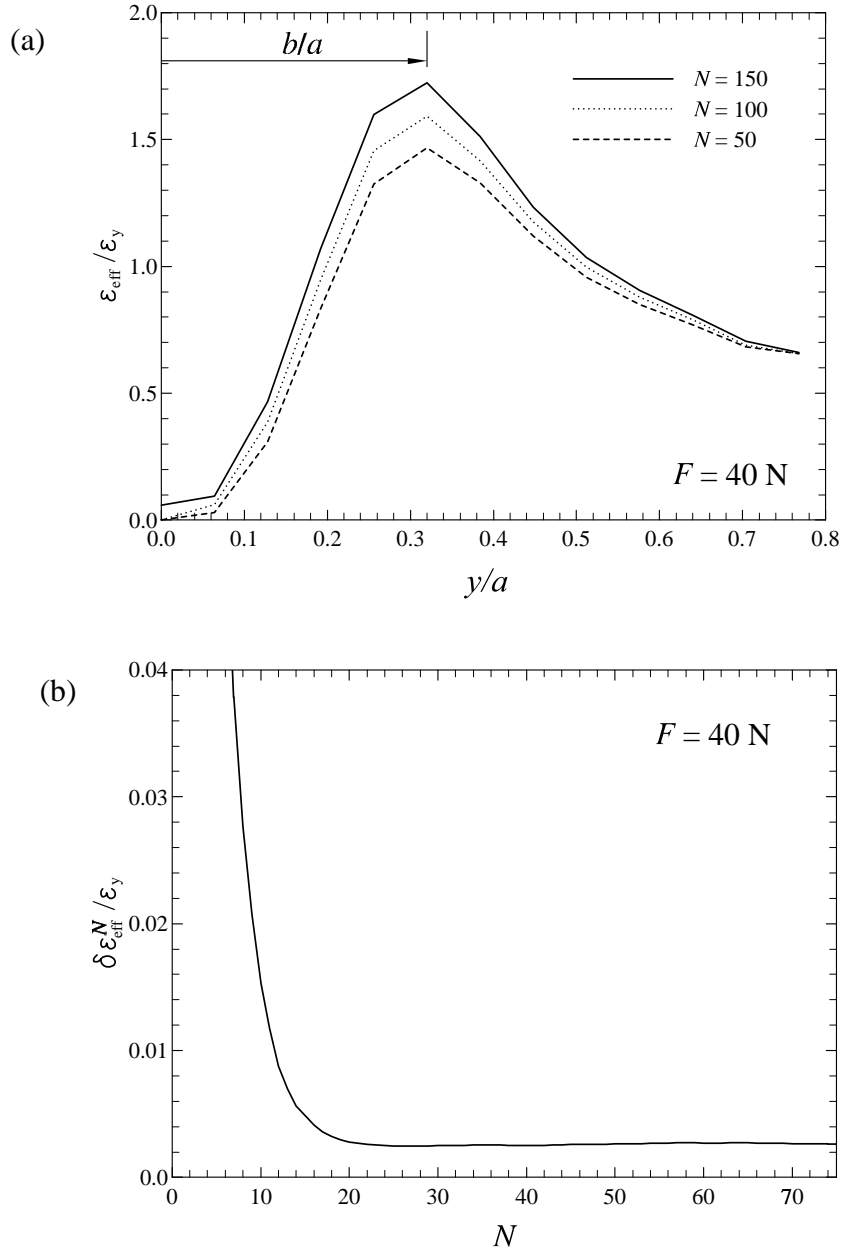 (a)
2.0
1.5
1.0
0.5
0.0
ε_eff / ε_y
b/a
N = 150
N = 100
N = 50
F = 40 N
0.0 0.1 0.2 0.3 0.4 0.5 0.6 0.7 0.8
y/a
(b)
0.04
0.03
0.02
0.01
0.0
δε^N_eff / ε_y
F = 40 N
0 10 20 30 40 50 60 70
N